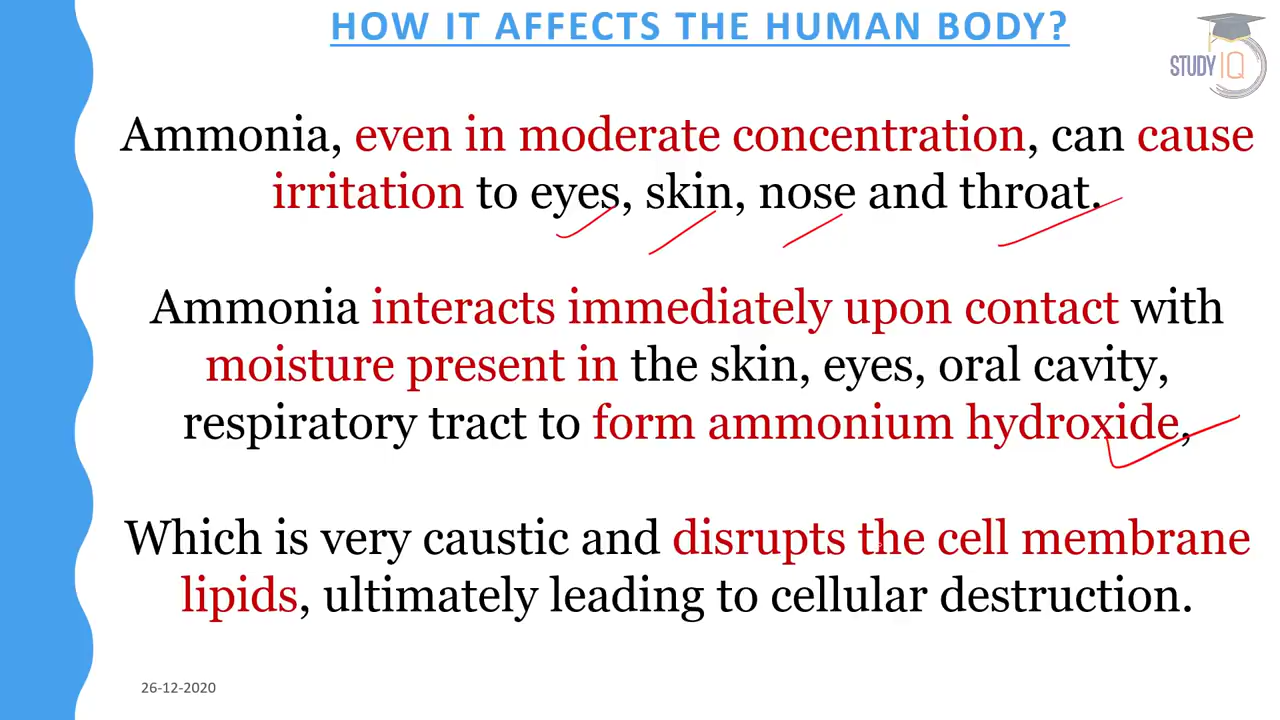 HOW IT AFFECTS THE HUMAN BODY?
STUDY IQ
Ammonia, even in moderate concentration, can cause
irritation to eyes, skin, nose and throat.
Ammonia interacts immediately upon contact with
moisture present in the skin, eyes, oral cavity,
respiratory tract to form ammonium hydroxide,
Which is very caustic and disrupts the cell membrane
lipids, ultimately leading to cellular destruction.
26-12-2020